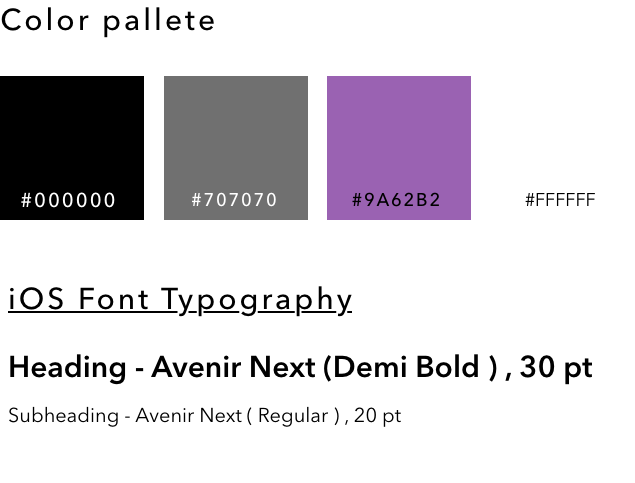 Color pallete
#000000 #707070 #9A62B2 #FFFFFF
iOS Font Typography
Heading - Avenir Next (Demi Bold ) , 30 pt
Subheading - Avenir Next ( Regular ) , 20 pt